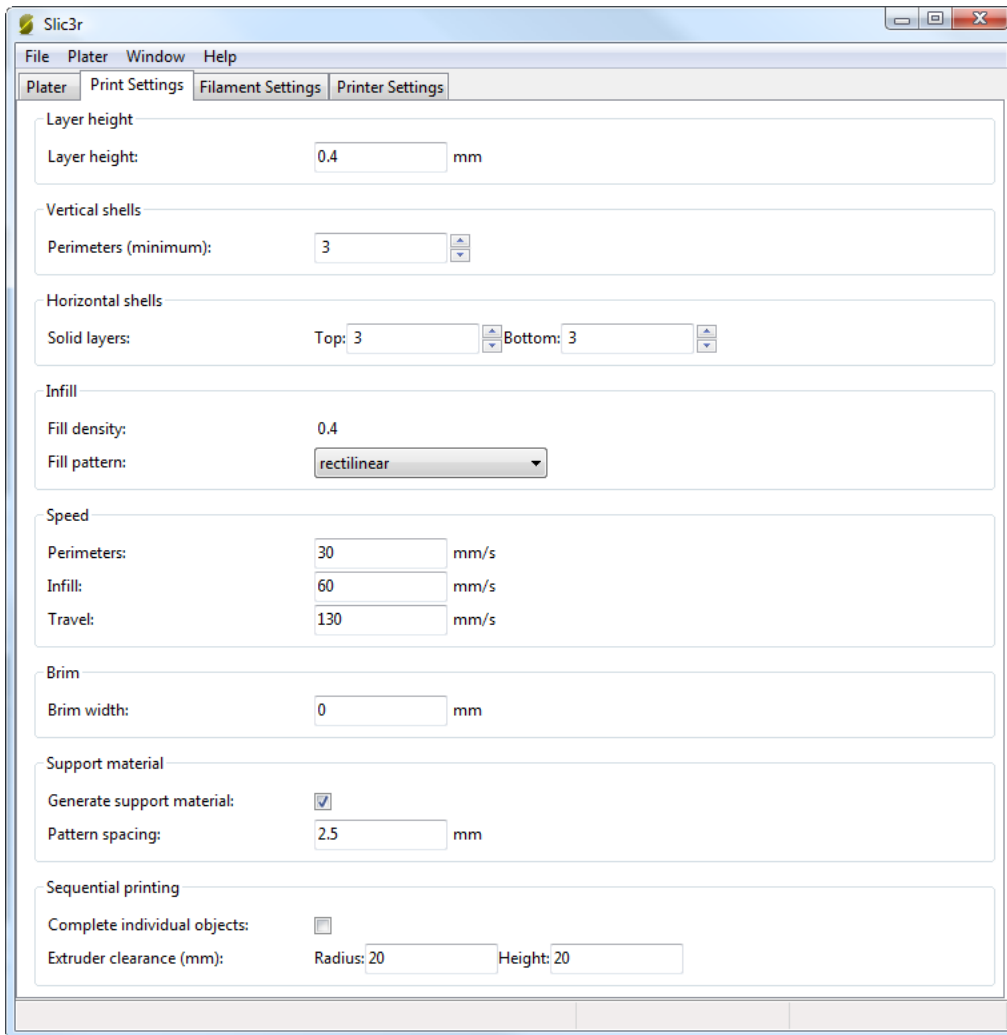 Slic3r
File Plater Window Help
Plater Print Settings Filament Settings Printer Settings
Layer height
Layer height: 0.4 mm
Vertical shells
Perimeters (minimum): 3
Horizontal shells
Solid layers: Top: 3 Bottom: 3
Infill
Fill density: 0.4
Fill pattern: rectilinear
Speed
Perimeters: 30 mm/s
Infill: 60 mm/s
Travel: 130 mm/s
Brim
Brim width: 0 mm
Support material
Generate support material:
Pattern spacing: 2.5 mm
Sequential printing
Complete individual objects:
Extruder clearance (mm): Radius: 20 Height: 20